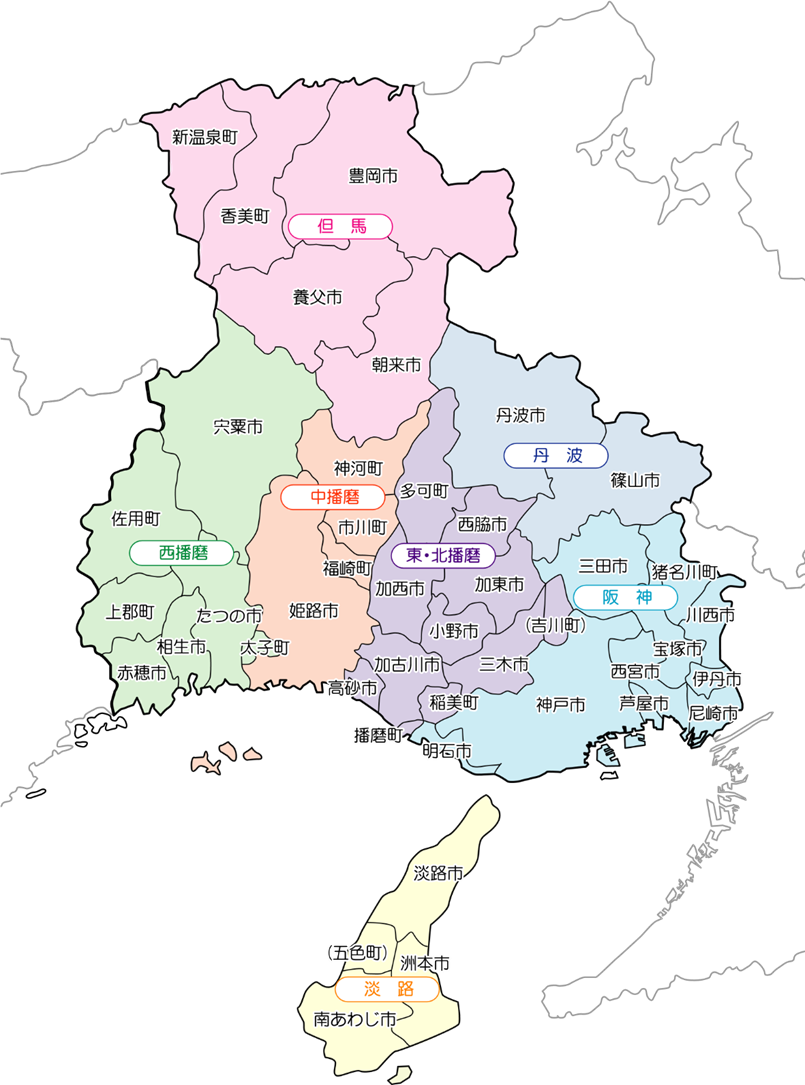 新温泉町
豊岡市
香美町
但 馬
養父市
朝来市
丹波市
宍粟市
丹 波
神河町
篠山市
多可町
中播磨
佐用町
西脇市
市川町
西播磨
東・北播磨
三田市
福崎町
猪名川町
加西市
加東市
阪 神
上郡町
たつの市
姫路市
川西市
(吉川町)
小野市
相生市
太子町
宝塚市
加古川市
三木市
赤穂市
西宮市
伊丹市
高砂市
稲美町
神戸市
芦屋市
尼崎市
播磨町
明石市
淡路市
(五色町)
洲本市
淡 路
南あわじ市